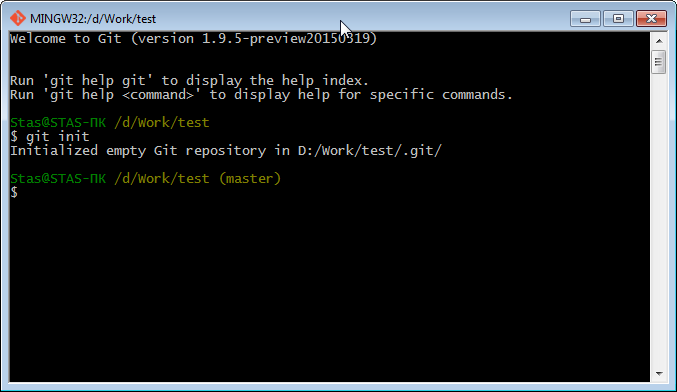 MINGW32:/d/Work/test
Welcome to Git (version 1.9.5-preview20150319)
Run 'git help git' to display the help index.
Run 'git help <command>' to display help for specific commands.
Stas@STAS-ПК /d/Work/test
$ git init
Initialized empty Git repository in D:/Work/test/.git/
Stas@STAS-ПК /d/Work/test (master)
$